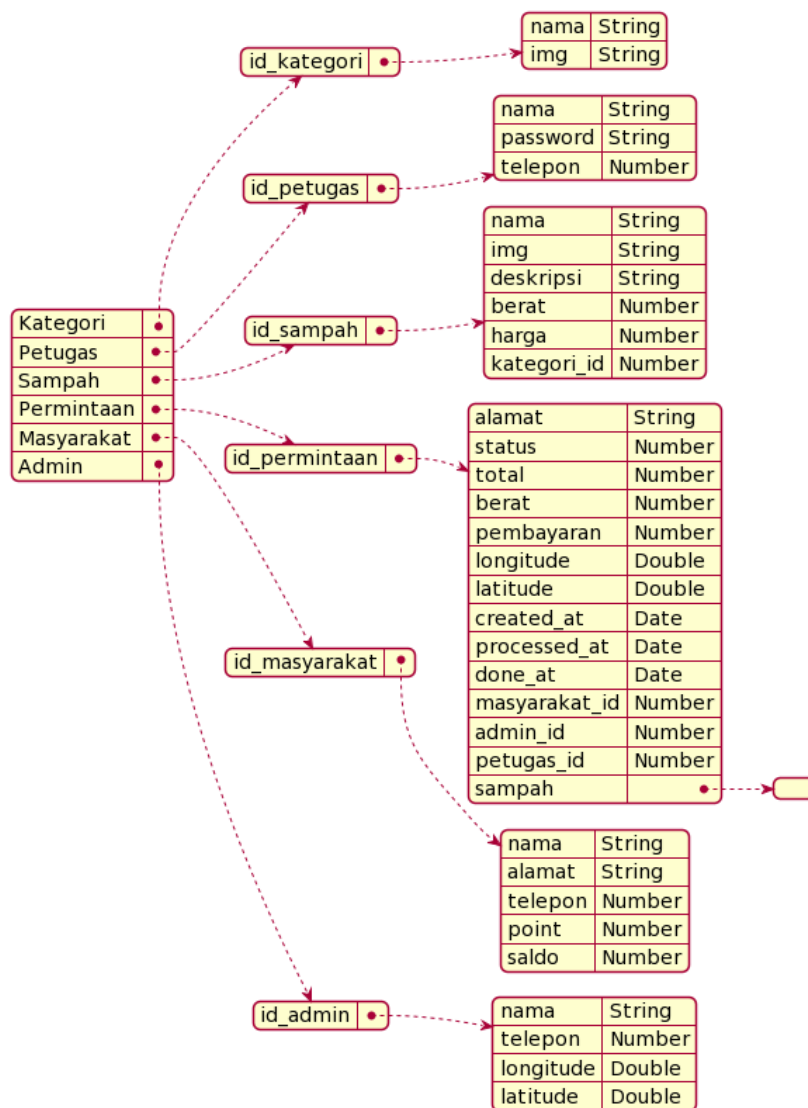 Kategori
Petugas
Sampah
Permintaan
Masyarakat
Admin
id_kategori
nama String
img String
id_petugas
nama String
password String
telepon Number
id_sampah
nama String
img String
deskripsi String
berat Number
harga Number
kategori_id Number
id_permintaan
alamat String
status Number
total Number
berat Number
pembayaran Number
longitude Double
latitude Double
created_at Date
processed_at Date
done_at Date
masyarakat_id Number
admin_id Number
petugas_id Number
sampah
id_masyarakat
nama String
alamat String
telepon Number
point Number
saldo Number
id_admin
nama String
telepon Number
longitude Double
latitude Double